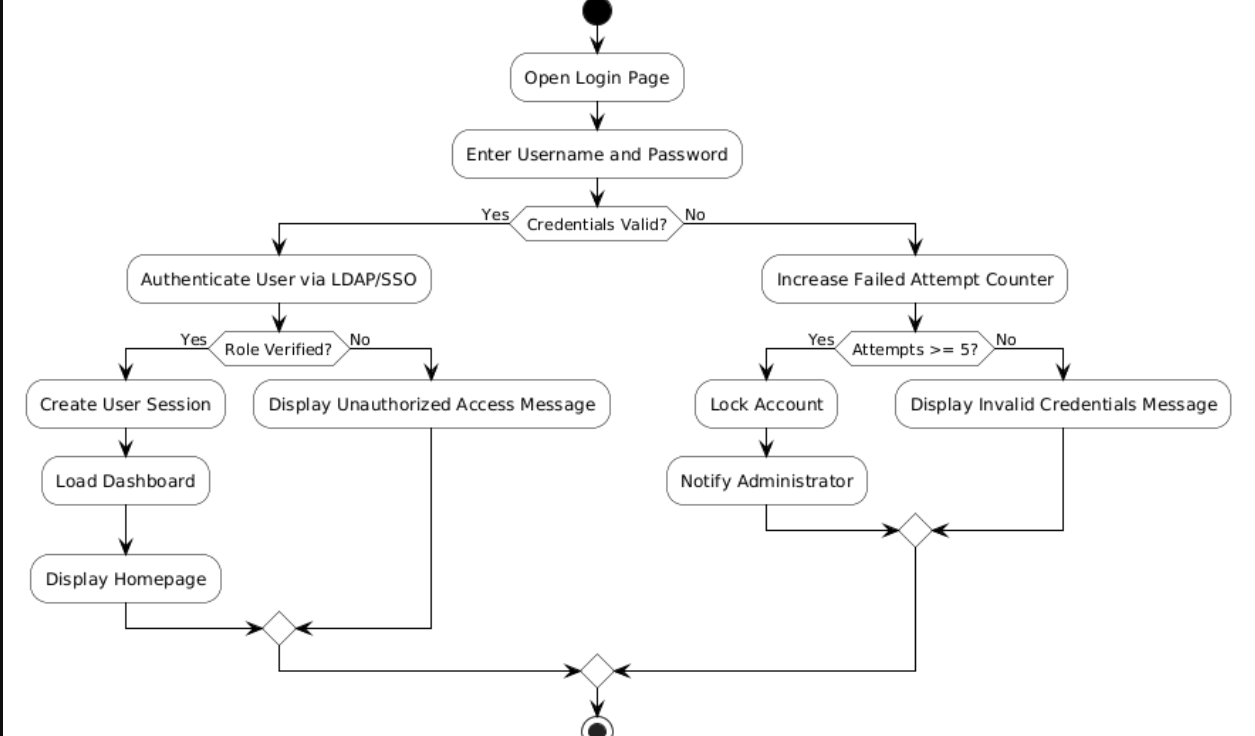 Open Login Page
Enter Username and Password
Yes
Credentials Valid?
No
Authenticate User via LDAP/SSO
Increase Failed Attempt Counter
Yes
Role Verified?
No
Yes
Attempts >= 5?
No
Create User Session
Display Unauthorized Access Message
Lock Account
Display Invalid Credentials Message
Load Dashboard
Notify Administrator
Display Homepage